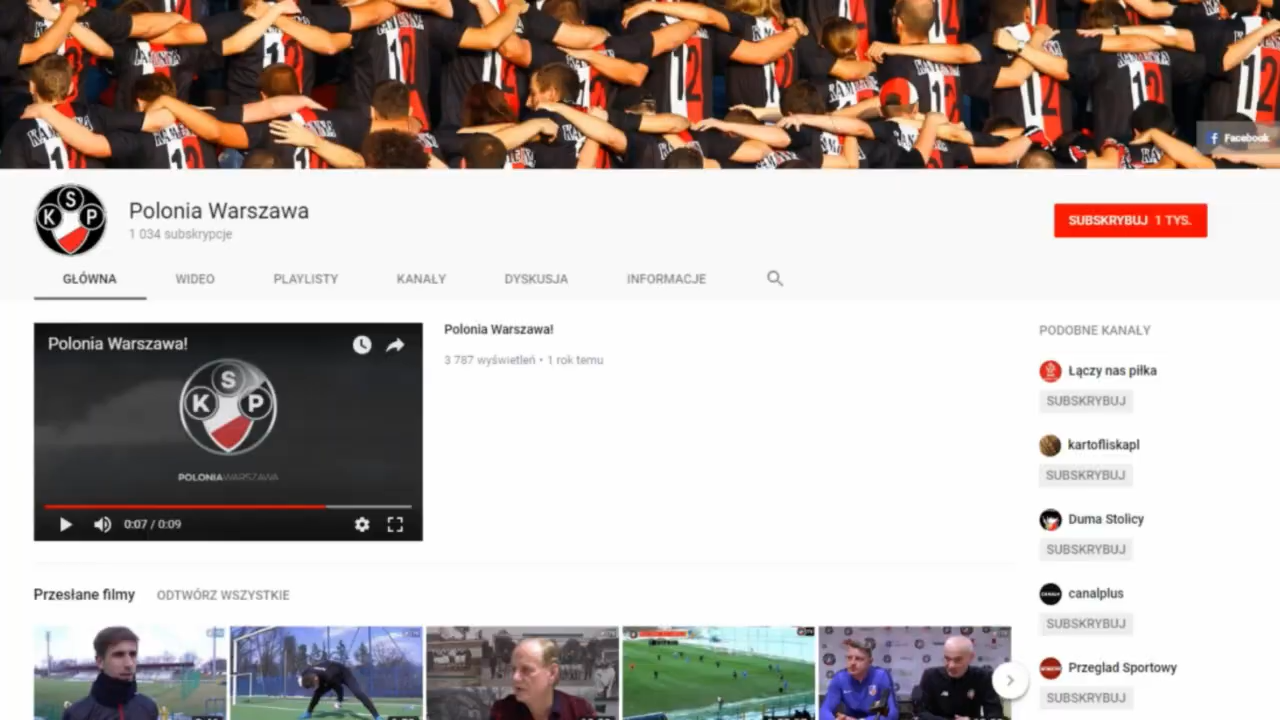 Facebook
KSP
Polonia Warszawa
1 034 subskrypcje
SUBSKRYBUJ 1 TYS.
GŁÓWNA WIDEO PLAYLISTY KANAŁY DYSKUSJA INFORMACJE
Polonia Warszawa!
KSP
POLONIAWARSZAWA
0:07 / 0:09
Polonia Warszawa!
3 787 wyświetleń • 1 rok temu
PODOBNE KANAŁY
Łączy nas piłka
SUBSKRYBUJ
kartofliskapl
SUBSKRYBUJ
Duma Stolicy
SUBSKRYBUJ
canalplus
SUBSKRYBUJ
Przeglad Sportowy
SUBSKRYBUJ
Przesłane filmy ODTWÓRZ WSZYSTKIE